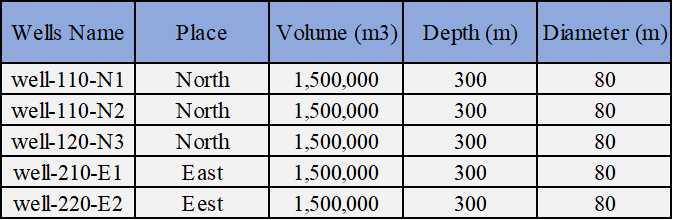 Wells Name Place Volume (m3) Depth (m) Diameter (m)
well-110-N1 North 1,500,000 300 80
well-110-N2 North 1,500,000 300 80
well-120-N3 North 1,500,000 300 80
well-210-E1 East 1,500,000 300 80
well-220-E2 Eest 1,500,000 300 80